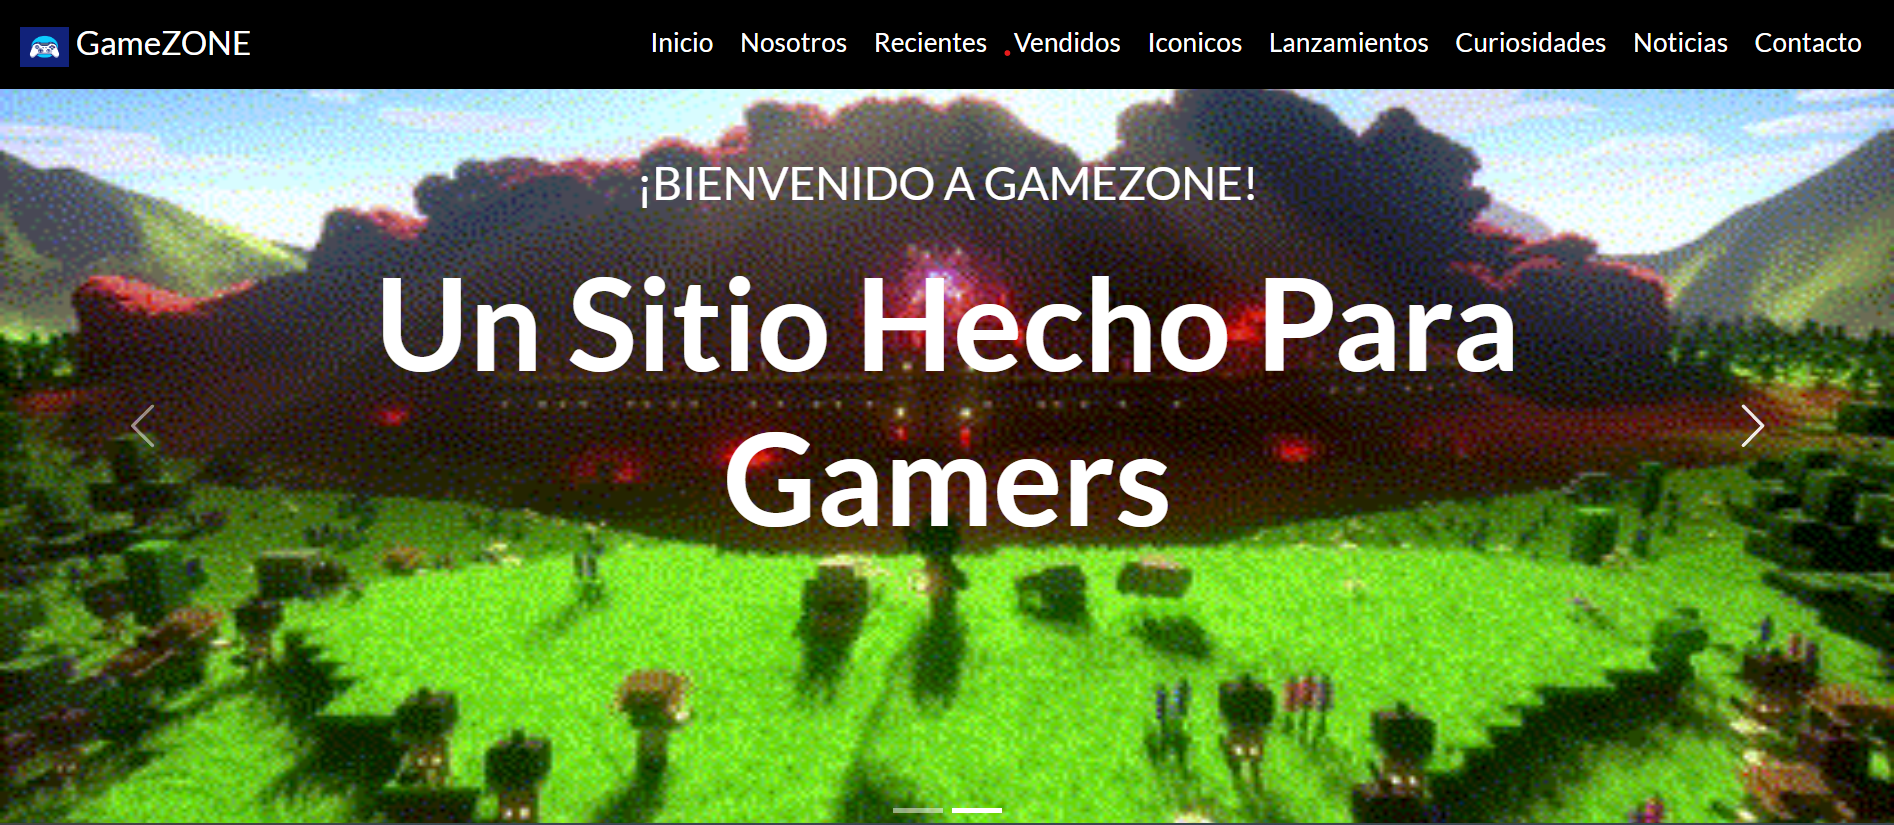 GameZONE
Inicio Nosotros Recientes Vendidos Iconicos Lanzamientos Curiosidades Noticias Contacto
¡BIENVENIDO A GAMEZONE!
Un Sitio Hecho Para
Gamers